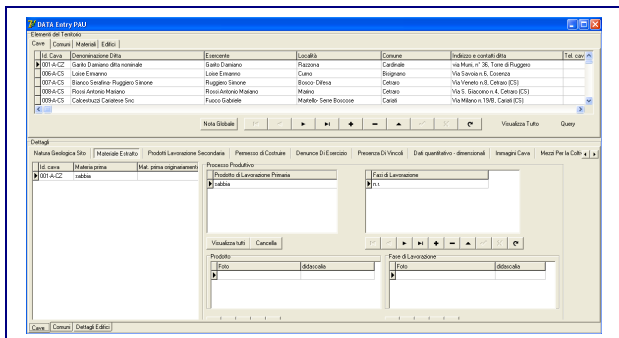 DATA Entry PAU
Elementi del Territorio
Cave Comuni Materiali Edifici
Id. Cava Denominazione Ditta Esercente Località Comune Indirizzo e contatti ditta Tel. cav
001-A-CZ Garito Damiano ditta nominale Garito Damiano Razzona Cardinale via Muni, n° 36, Torre di Ruggero
006-A-CS Loise Ermanno Loise Ermanno Cumo Bisignano Via Savoia n.6, Cosenza
007-A-CS Bianco Serafina- Ruggiero Simone Ruggiero Simone Bosco- Difesa Cetraro Via Veneto n.8, Cetraro (CS)
008-A-CS Rossi Antonio Mariano Rossi Antonio Mariano Marino Cetraro Via S. Giacomo n.4, Cetraro (CS)
009-A-CS Calcestruzzi Cariatese Snc Fuoco Gabriele Martello- Serre Boscose Cariati Via Milano n.19/B, Cariati (CS)
Nota Globale Visualizza Tutto Query
Dettagli
Natura Geologica Sito Materiale Estratto Prodotti Lavorazione Secondaria Permesso di Costruire Denunce Di Esercizio Presenza Di Vincoli Dati quantitativo - dimensionali Immagini Cava Mezzi Per la Colti
Id. cava Materia prima Mat. prima originariamenti
001-A-CZ sabbia
Processo Produttivo
Prodotto di Lavorazione Primaria Fasi di Lavorazione
sabbia n.r.
Visualizza tutti Cancella
Prodotto Fase di Lavorazione
Foto didascalia Foto didascalia
Cave Comuni Dettagli Edifici